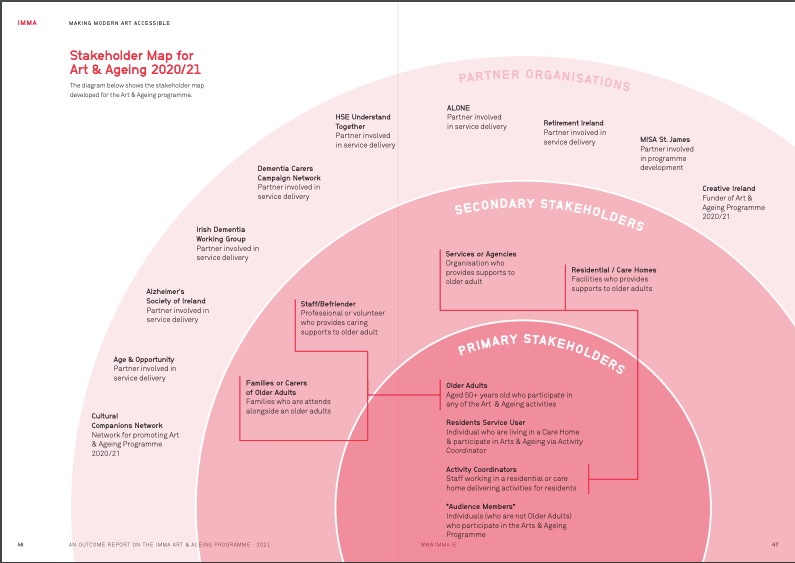 IMMA
MAKING MODERN ART ACCESSIBLE
Stakeholder Map for
Art & Ageing 2020/21
The diagram below shows the stakeholder map
developed for the Art & Ageing programme.
PARTNER ORGANISATIONS
ALONE
Partner involved
in service delivery
HSE Understand
Together
Partner involved
in service delivery
Retirement Ireland
Partner involved in
service delivery
MISA St. James
Partner involved
in programme
development
Dementia Carers
Campaign Network
Partner involved in
service delivery
Creative Ireland
Funder of Art &
Ageing Programme
2020/21
Irish Dementia
Working Group
Partner involved in
service delivery
Alzheimer's
Society of Ireland
Partner involved in
service delivery
Age & Opportunity
Partner involved in
service delivery
Cultural
Companions Network
Network for promoting Art
& Ageing Programme
2020/21
SECONDARY STAKEHOLDERS
Services or Agencies
Organisation who
provides supports to
older adult
Residential / Care Homes
Facilities who provides
supports to older adults
Staff/Befriender
Professional or volunteer
who provides caring
supports to older adult
Families or Carers
of Older Adults
Families who are attends
alongside an older adults
PRIMARY STAKEHOLDERS
Older Adults
Aged 50+ years old who participate in
any of the Art & Ageing activities
Residents Service User
Individual who are living in a Care Home
& participate in Arts & Ageing via Activity
Coordinator
Activity Coordinators
Staff working in a residential or care
home delivering activities for residents
*Audience Members*
Individuals (who are not Older Adults)
who participate in the Arts & Ageing
Programme
46
AN OUTCOME REPORT ON THE IMMA ART & AGEING PROGRAMME · 2021
WWW.IMMA.IE
47